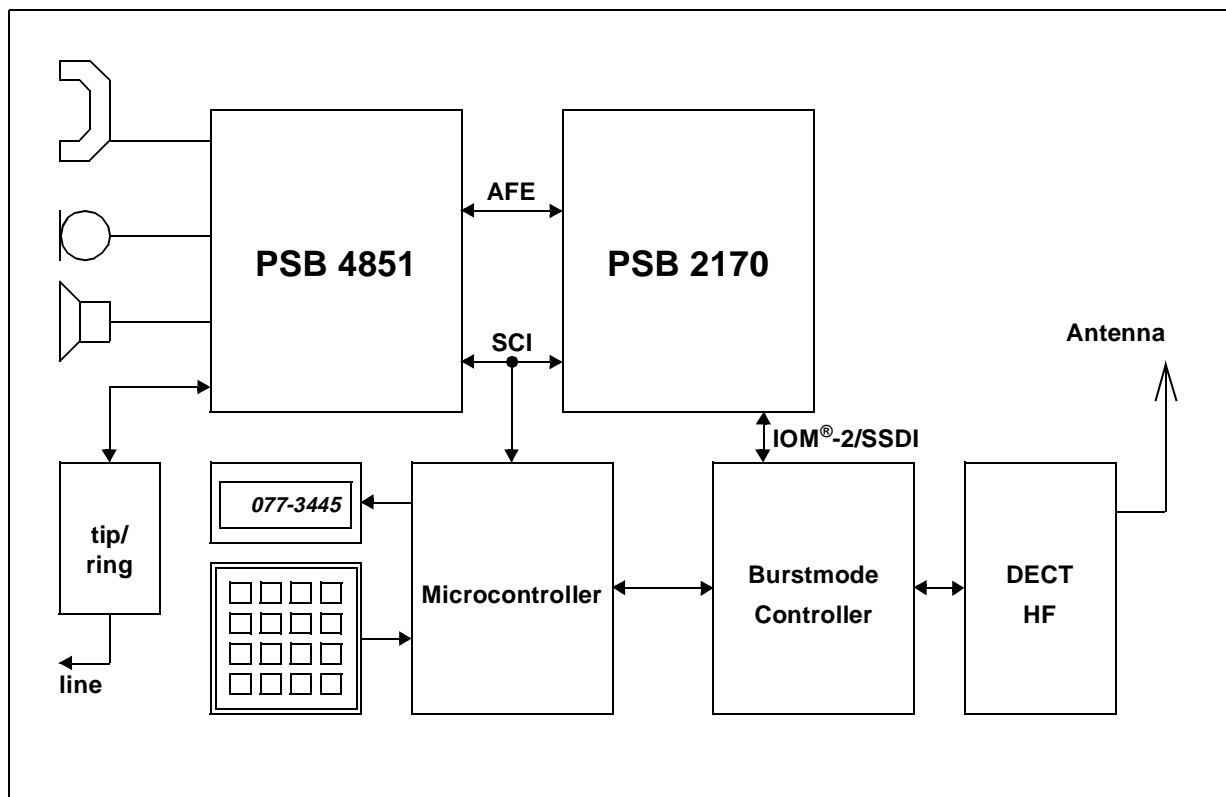 AFE
PSB 4851
PSB 2170
SCI
Antenna
IOM®-2/SSDI
077-3445
tip/
ring
Microcontroller
Burstmode
Controller
DECT
HF
line